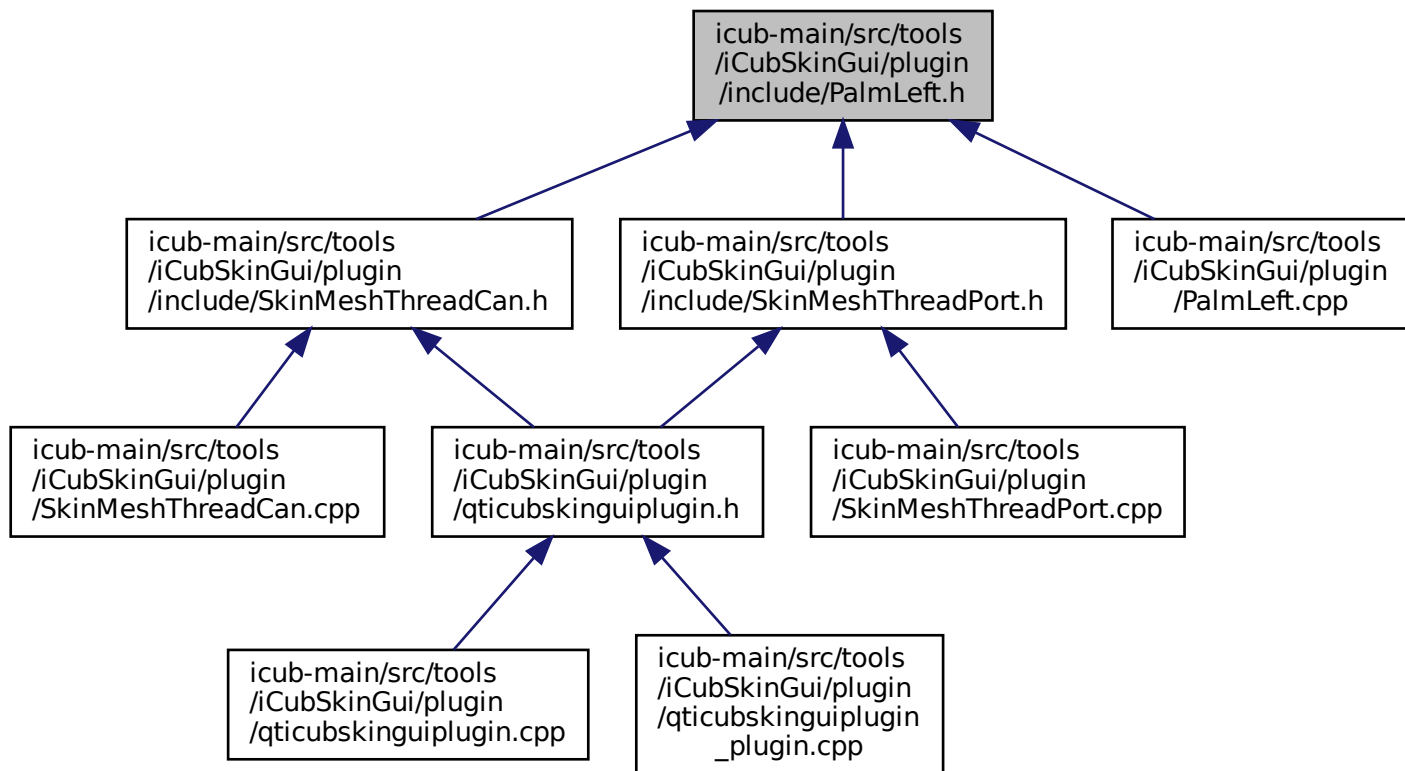 icub-main/src/tools
/iCubSkinGui/plugin
/include/PalmLeft.h
icub-main/src/tools
/iCubSkinGui/plugin
/include/SkinMeshThreadCan.h
icub-main/src/tools
/iCubSkinGui/plugin
/include/SkinMeshThreadPort.h
icub-main/src/tools
/iCubSkinGui/plugin
/PalmLeft.cpp
icub-main/src/tools
/iCubSkinGui/plugin
/SkinMeshThreadCan.cpp
icub-main/src/tools
/iCubSkinGui/plugin
/qticubskinguiplugin.h
icub-main/src/tools
/iCubSkinGui/plugin
/SkinMeshThreadPort.cpp
icub-main/src/tools
/iCubSkinGui/plugin
/qticubskinguiplugin.cpp
icub-main/src/tools
/iCubSkinGui/plugin
/qticubskinguiplugin
_plugin.cpp